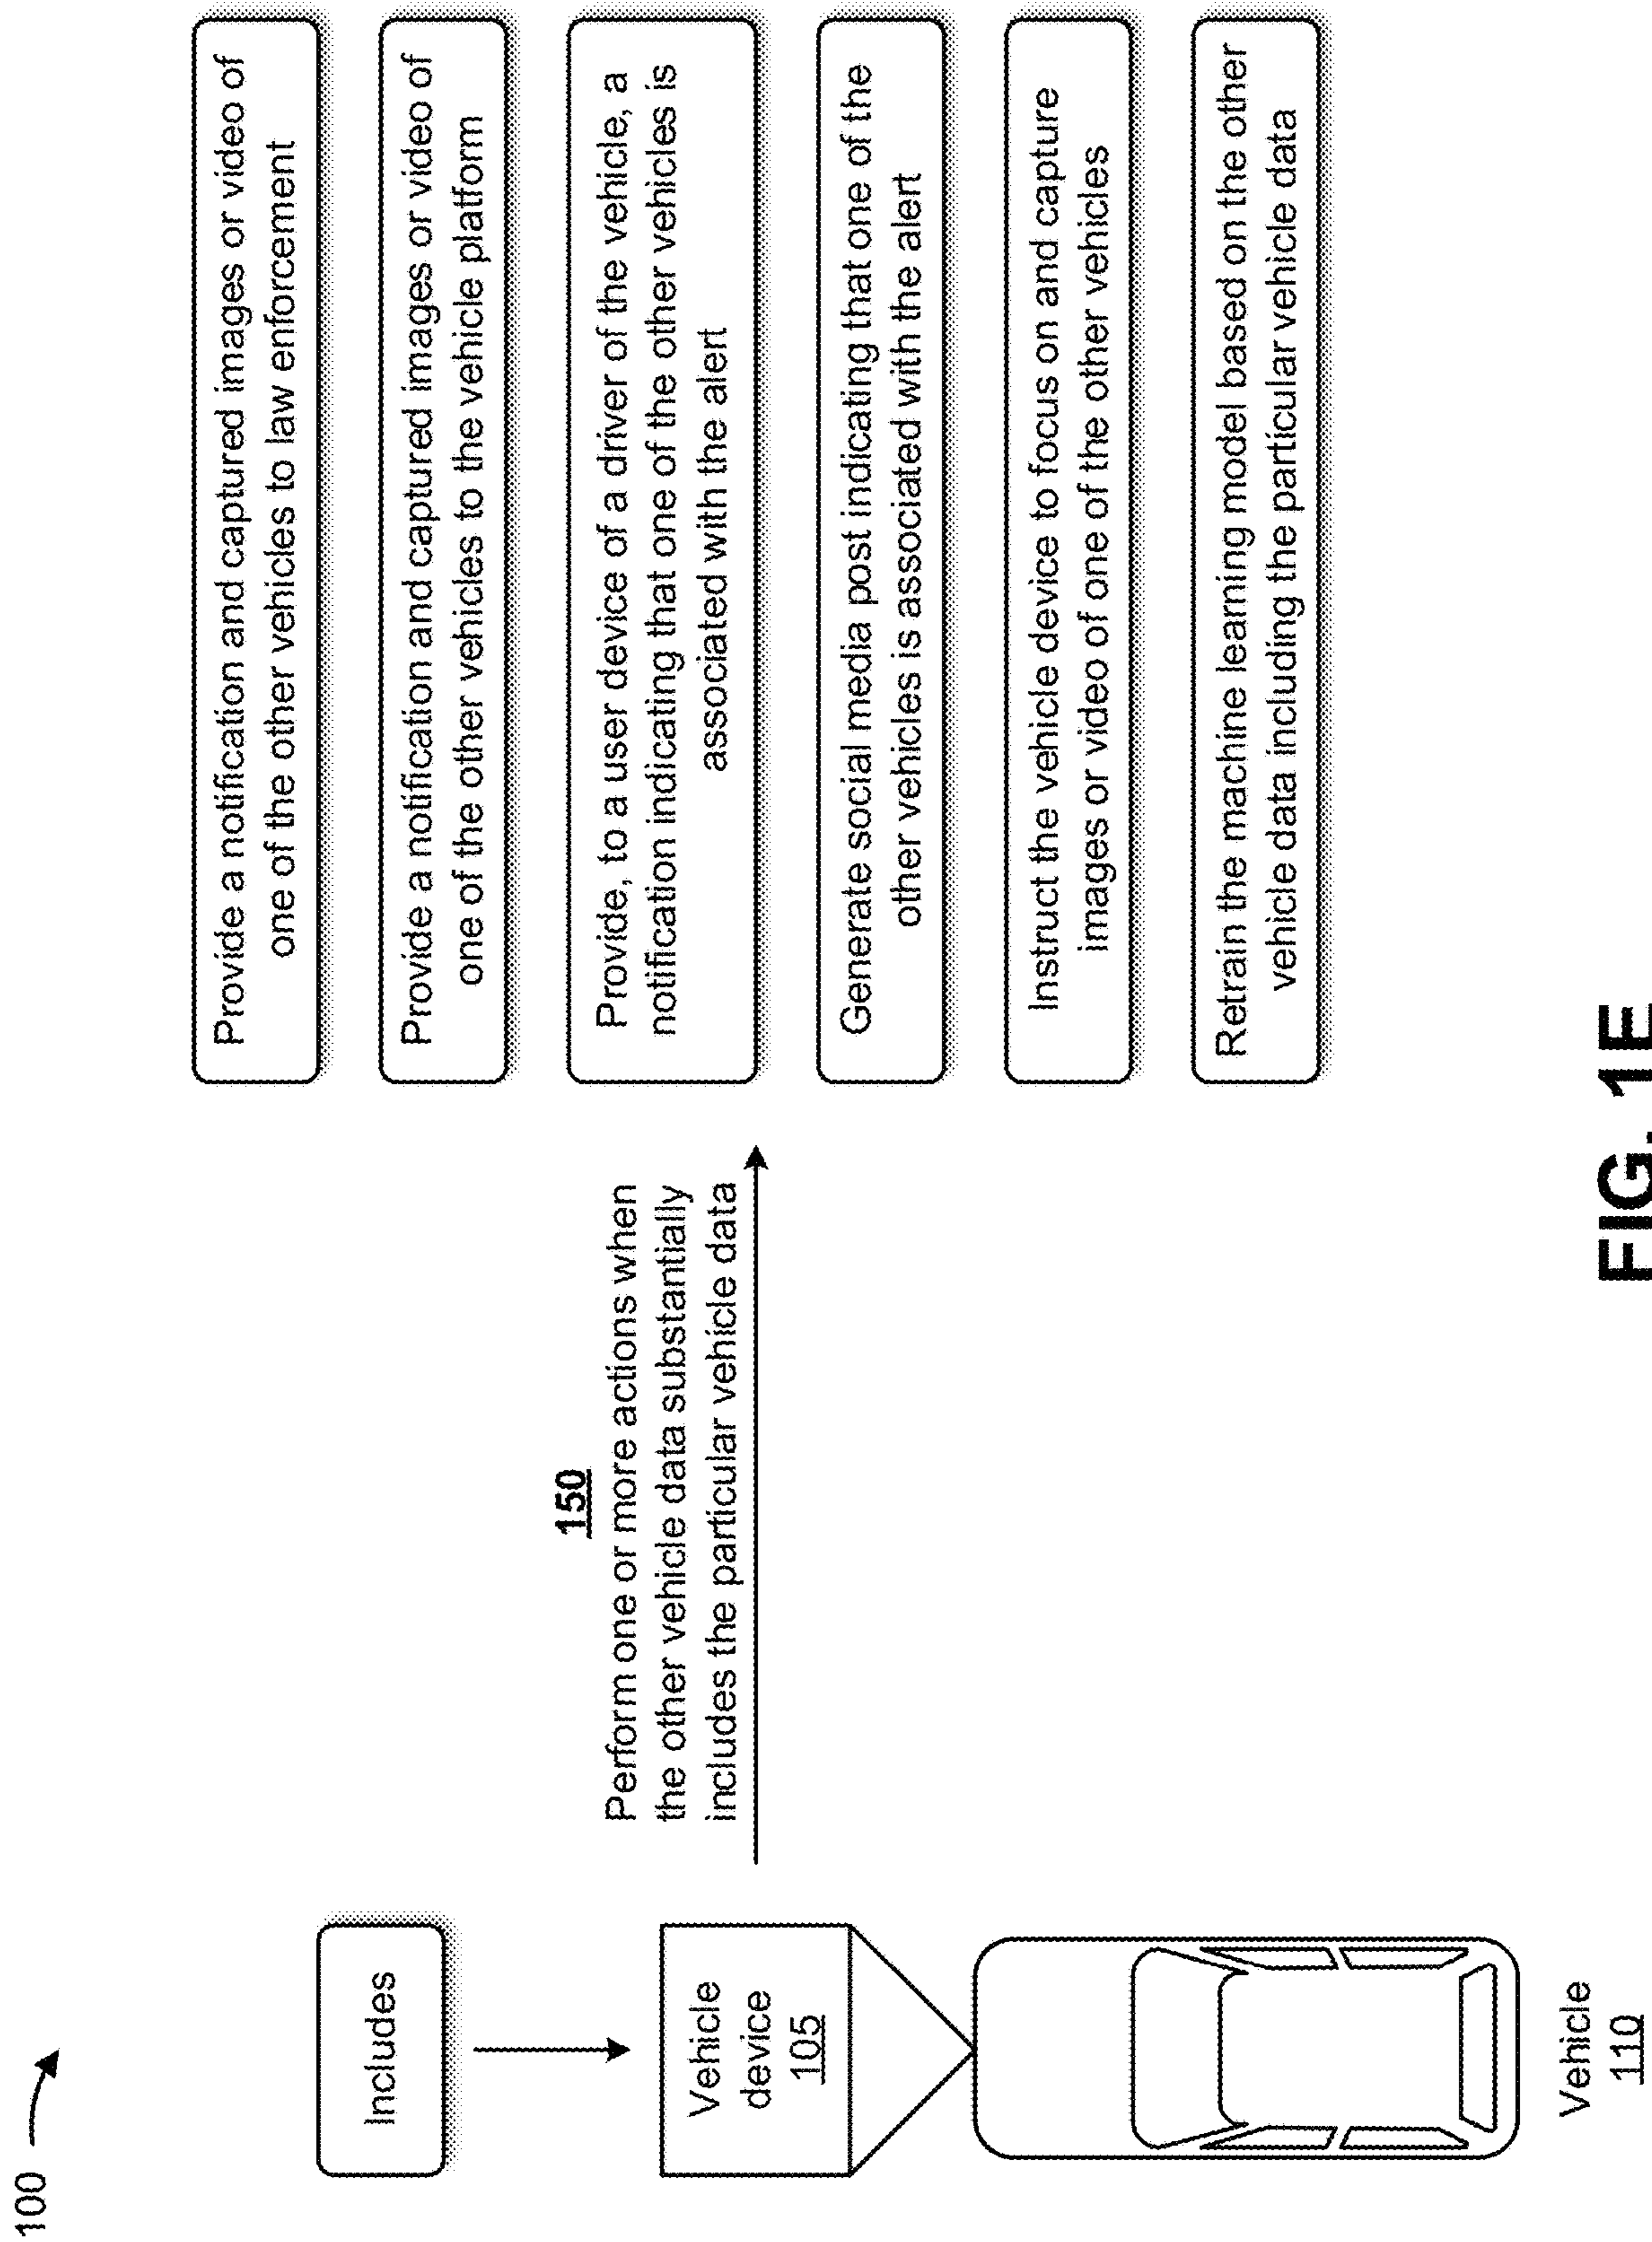 100
Includes
Vehicle
device
105
Vehicle
110
150
Perform one or more actions when
the other vehicle data substantially
includes the particular vehicle data
Provide a notification and captured images or video of
one of the other vehicles to law enforcement
Provide a notification and captured images or video of
one of the other vehicles to the vehicle platform
Provide, to a user device of a driver of the vehicle, a
notification indicating that one of the other vehicles is
associated with the alert
Generate social media post indicating that one of the
other vehicles is associated with the alert
Instruct the vehicle device to focus on and capture
images or video of one of the other vehicles
Retrain the machine learning model based on the other
vehicle data including the particular vehicle data
FIG. 1E